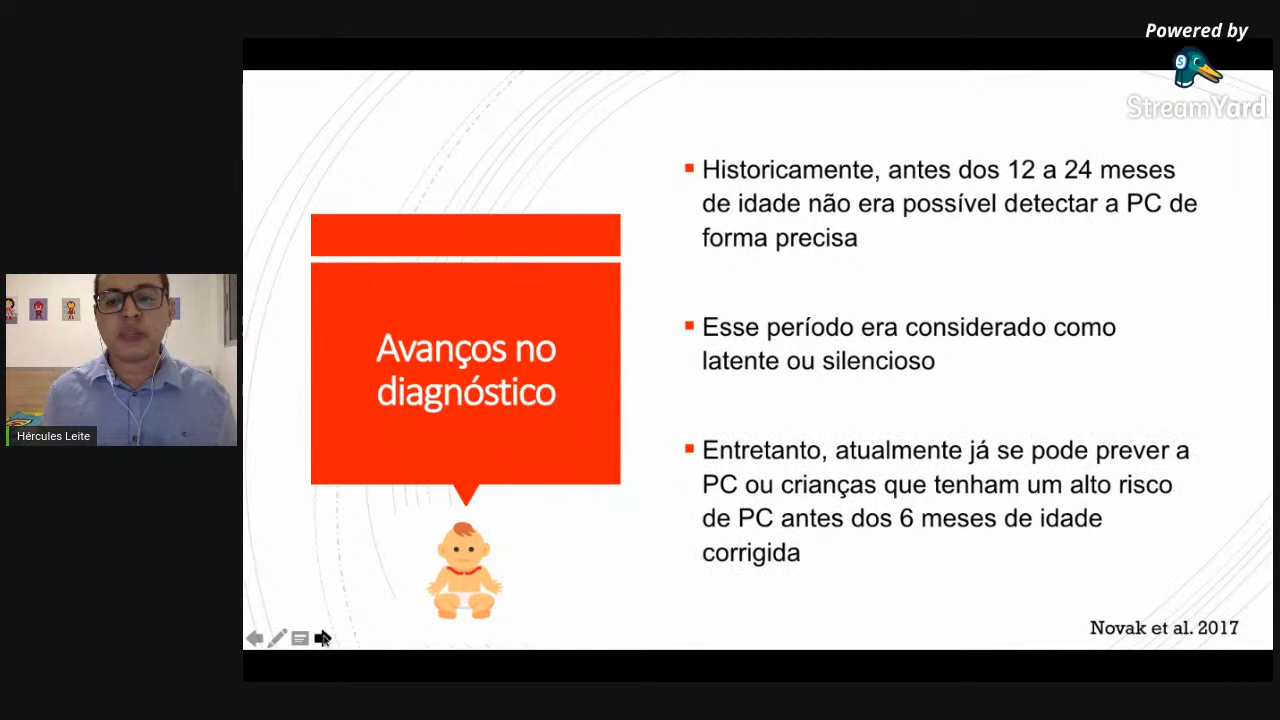 Powered by
StreamYard
Historicamente, antes dos 12 a 24 meses
de idade não era possível detectar a PC de
forma precisa
Avanços no
diagnóstico
Esse período era considerado como
latente ou silencioso
Entretanto, atualmente já se pode prever a
PC ou crianças que tenham um alto risco
de PC antes dos 6 meses de idade
corrigida
Hércules Leite
Novak et al. 2017